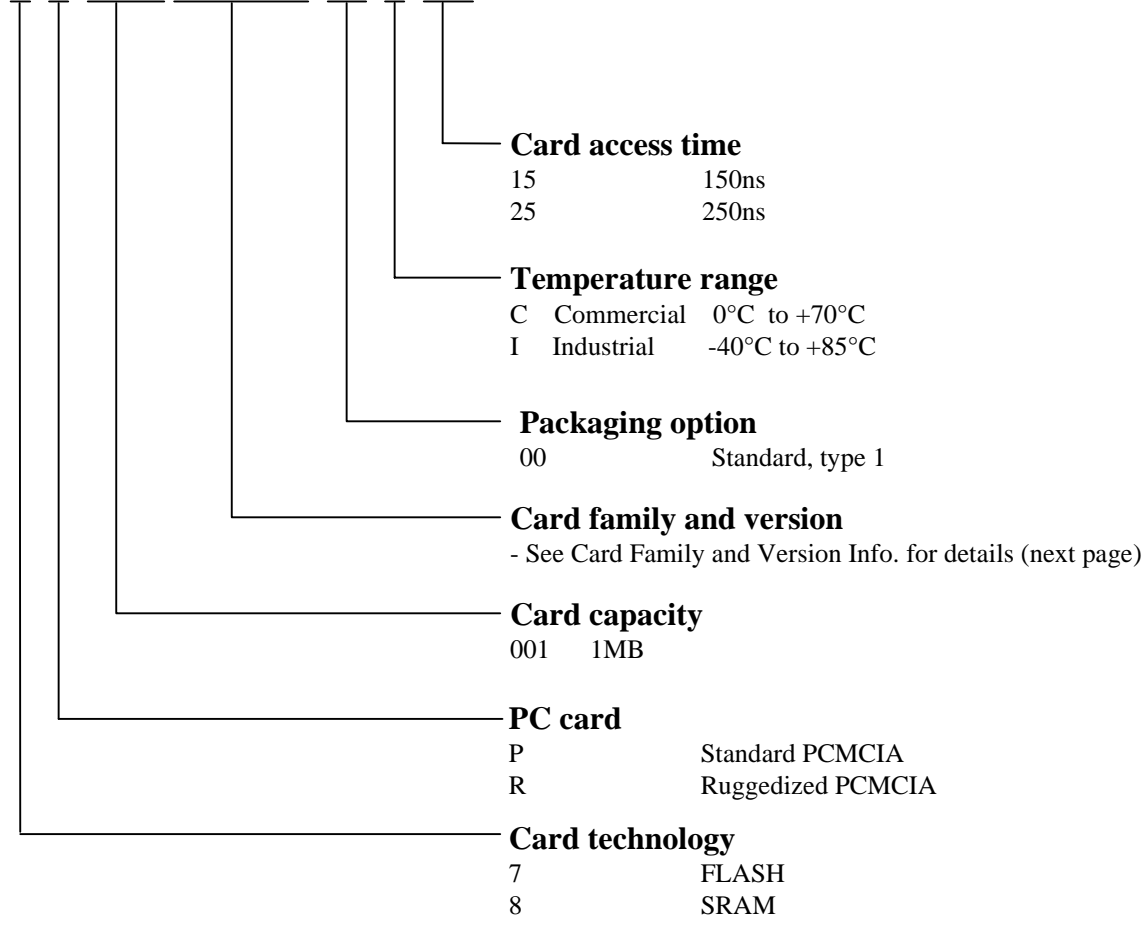 Card access time
15 150ns
25 250ns
Temperature range
C Commercial 0°C to +70°C
I Industrial -40°C to +85°C
Packaging option
00 Standard, type 1
Card family and version
- See Card Family and Version Info. for details (next page)
Card capacity
001 1MB
PC card
P Standard PCMCIA
R Ruggedized PCMCIA
Card technology
7 FLASH
8 SRAM